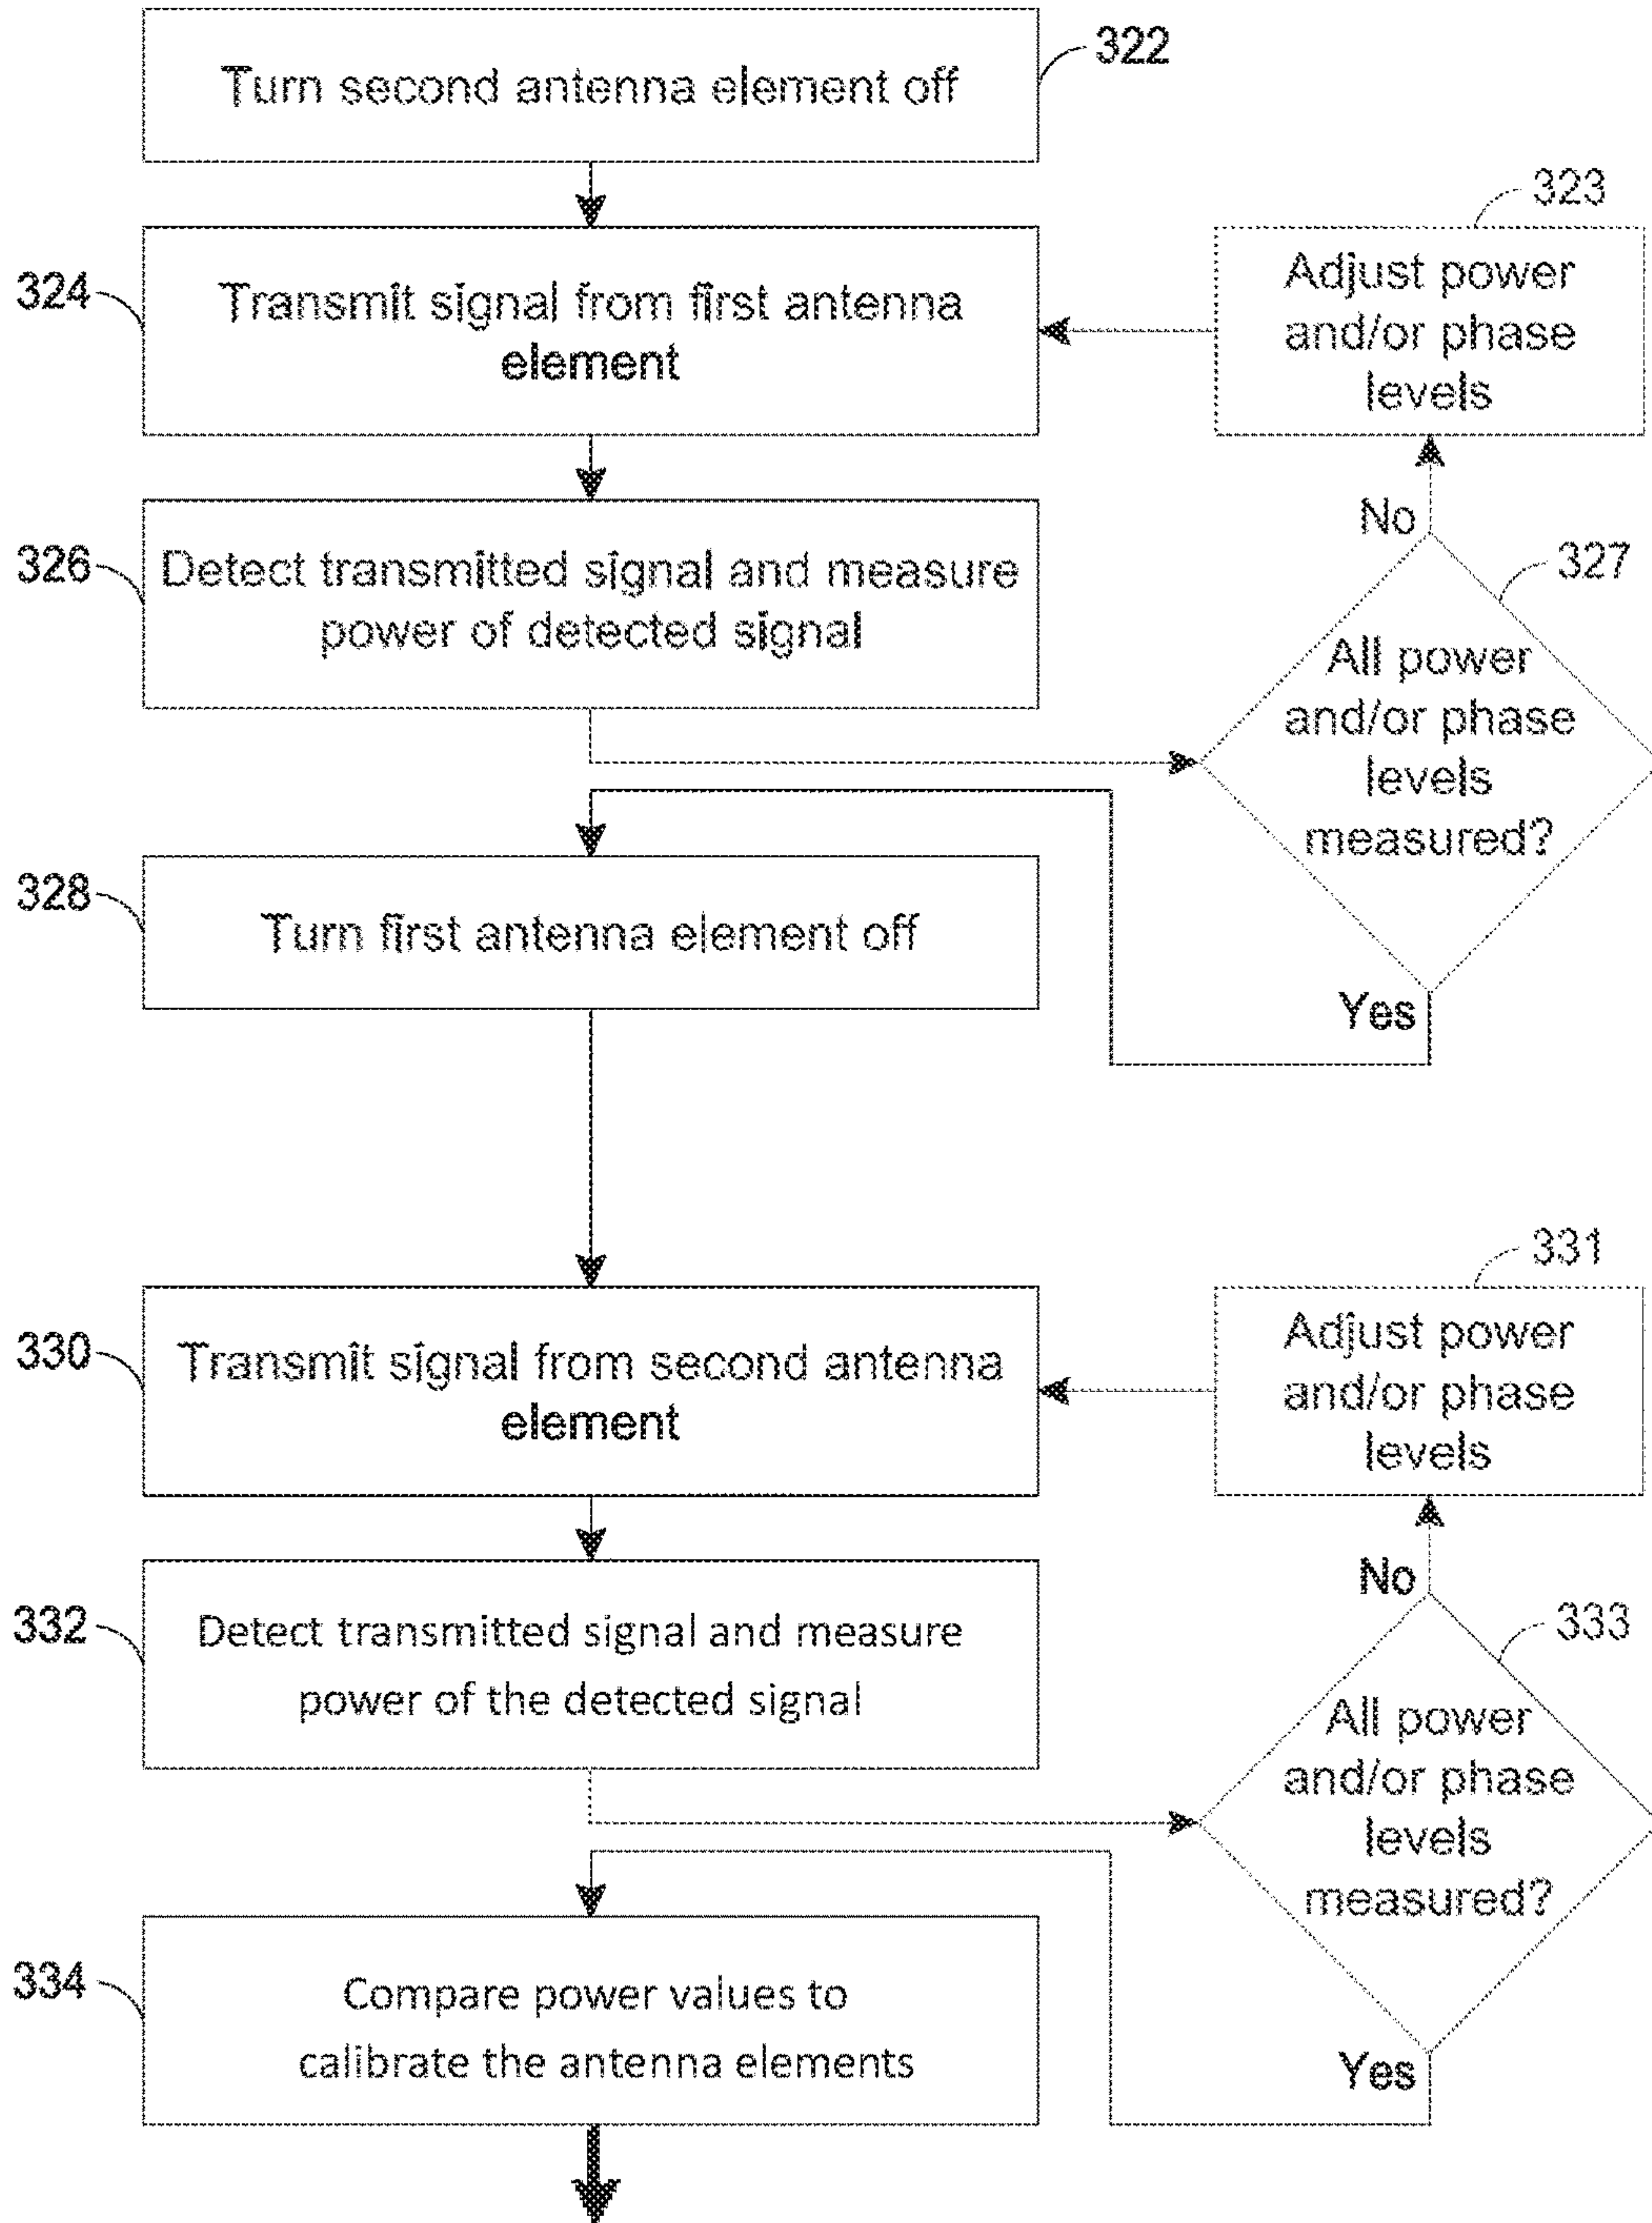 Turn second antenna element off
322
324
Transmit signal from first antenna
element
323
Adjust power
and/or phase
levels
326
Detect transmitted signal and measure
power of detected signal
No
327
All power
and/or phase
levels
measured?
Yes
328
Turn first antenna element off
330
Transmit signal from second antenna
element
331
Adjust power
and/or phase
levels
332
Detect transmitted signal and measure
power of the detected signal
No
333
All power
and/or phase
levels
measured?
Yes
334
Compare power values to
calibrate the antenna elements